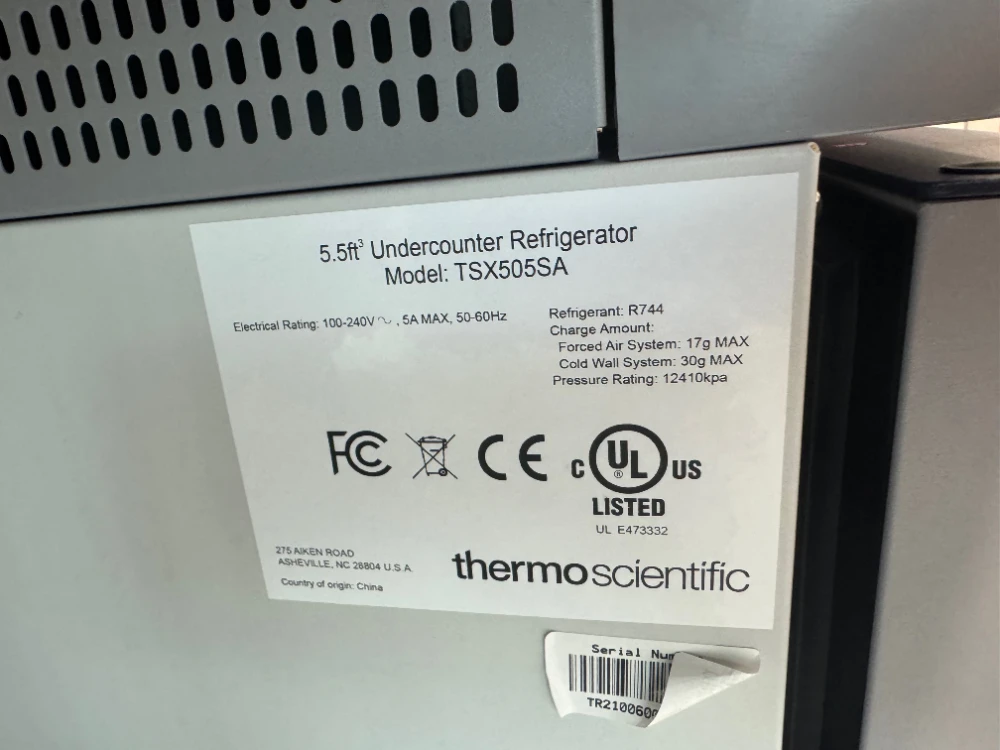 5.5ft³ Undercounter Refrigerator
Model: TSX505SA
Electrical Rating: 100-240V ~ , 5A MAX, 50-60Hz
Refrigerant: R744
Charge Amount:
Forced Air System: 17g MAX
Cold Wall System: 30g MAX
Pressure Rating: 12410kpa
FC CE c UL ® US
LISTED
UL E473332
275 AIKEN ROAD
ASHEVILLE, NC 28804 U.S.A
Country of origin: China
thermoscientific
Serial